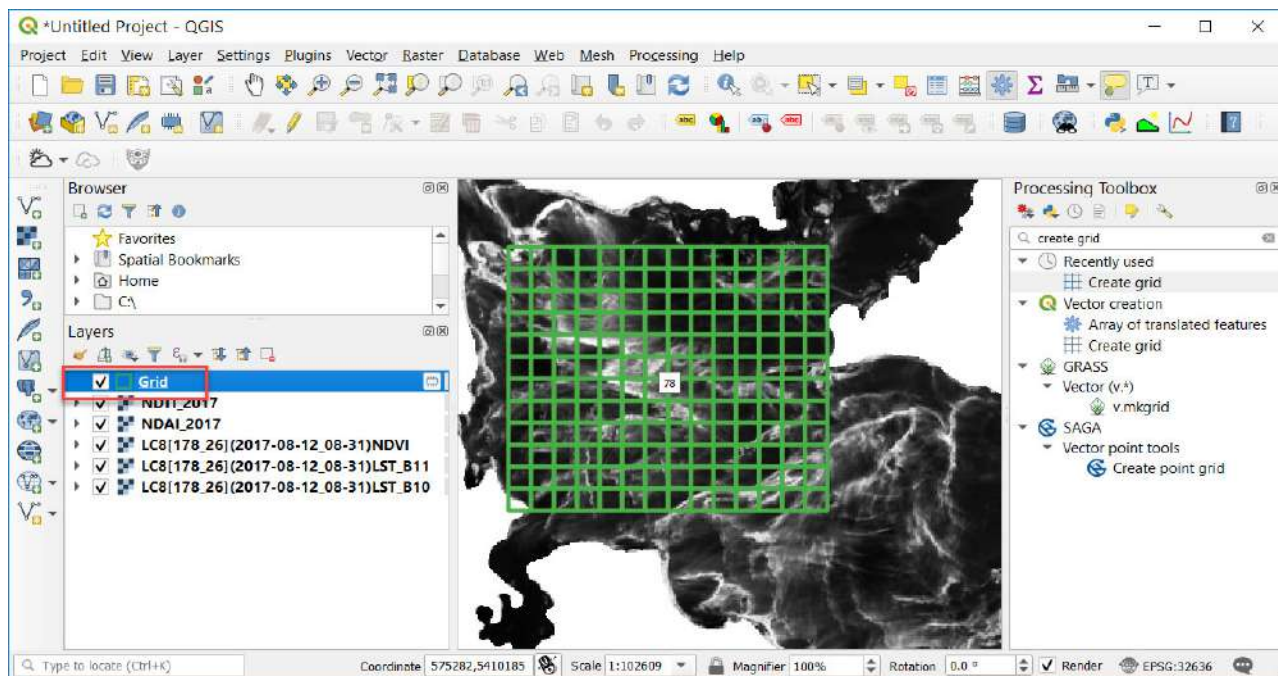 *Untitled Project - QGIS
Project Edit View Layer Settings Plugins Vector Raster Database Web Mesh Processing Help
Browser
Favorites
Spatial Bookmarks
Home
C:\
Layers
Grid
NDTI_2017
NDAI_2017
LC8[178_26](2017-08-12_08-31)NDVI
LC8[178_26](2017-08-12_08-31)LST_B11
LC8[178_26](2017-08-12_08-31)LST_B10
78
Processing Toolbox
create grid
Recently used
Create grid
Vector creation
Array of translated features
Create grid
GRASS
Vector (v.*)
v.mkgrid
SAGA
Vector point tools
Create point grid
Type to locate (Ctrl+K) Coordinate 575282,5410185 Scale 1:102609 Magnifier 100% Rotation 0.0 ° Render EPSG:32636